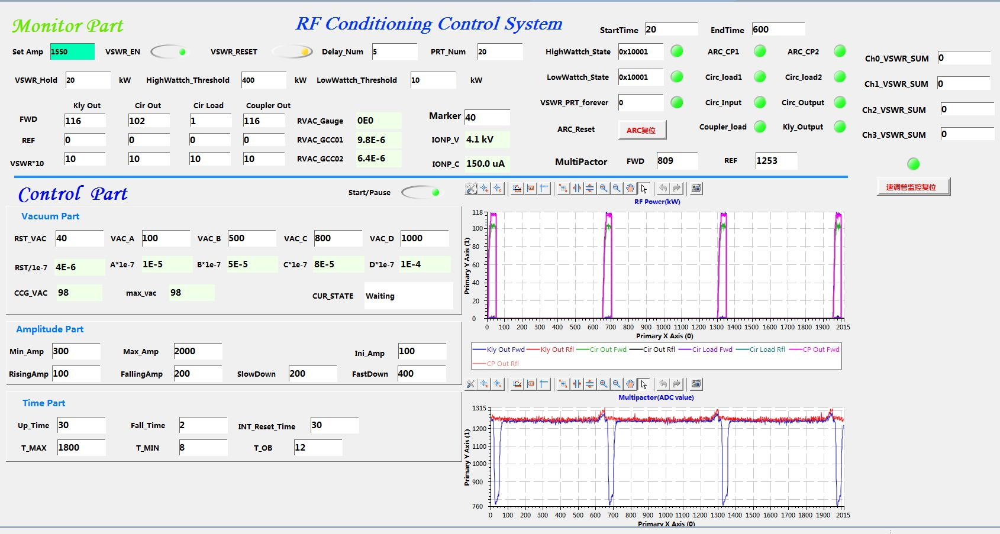 Monitor Part
RF Conditioning Control System
StartTime 20 EndTime 600
Set Amp 1550 VSWR_EN VSWR_RESET Delay_Num 5 PRT_Num 20 HighWattch_State 0x10001 ARC_CP1 ARC_CP2 Ch0_VSWR_SUM 0
VSWR_Hold 20 kW HighWattch_Threshold 400 kW LowWattch_Threshold 10 kW LowWattch_State 0x10001 Circ_load1 Circ_load2 Ch1_VSWR_SUM 0
Kly Out Cir Out Cir Load Coupler Out VSWR_PRT_forever 0 Circ_Input Circ_Output Ch2_VSWR_SUM 0
FWD 116 102 1 116 RVAC_Gauge 0E0 Marker 40 ARC_Reset ARC复位 Coupler_load Kly_Output Ch3_VSWR_SUM 0
REF 0 0 0 0 RVAC_GCC01 9.8E-6 IONP_V 4.1 kV
VSWR*10 10 10 10 10 RVAC_GCC02 6.4E-6 IONP_C 150.0 uA MultiPactor FWD 809 REF 1253
速调管监控复位
Control Part
Start/Pause
Vacuum Part
RST_VAC 40 VAC_A 100 VAC_B 500 VAC_C 800 VAC_D 1000
RST/1e-7 4E-6 A*1e-7 1E-5 B*1e-7 5E-5 C*1e-7 8E-5 D*1e-7 1E-4
CCG_VAC 98 max_vac 98 CUR_STATE Waiting
Amplitude Part
Min_Amp 300 Max_Amp 2000 Ini_Amp 100
RisingAmp 100 FallingAmp 200 SlowDown 200 FastDown 400
Time Part
Up_Time 30 Fall_Time 2 INT_Reset_Time 30
T_MAX 1800 T_MIN 8 T_OB 12
RF Power(kW)
Primary Y Axis (1)
118
100
80
60
40
20
0
0 100 200 300 400 500 600 700 800 900 1000 1100 1200 1300 1400 1500 1600 1700 1800 1900 2015
Primary X Axis (0)
Kly Out Fwd Kly Out Rfl Cir Out Fwd Cir Out Rfl Cir Load Fwd Cir Load Rfl CP Out Fwd
CP Out Rfl
Multipactor(ADC value)
Primary Y Axis (1)
1315
1200
1100
1000
900
760
0 100 200 300 400 500 600 700 800 900 1000 1100 1200 1300 1400 1500 1600 1700 1800 1900 2015
Primary X Axis (0)